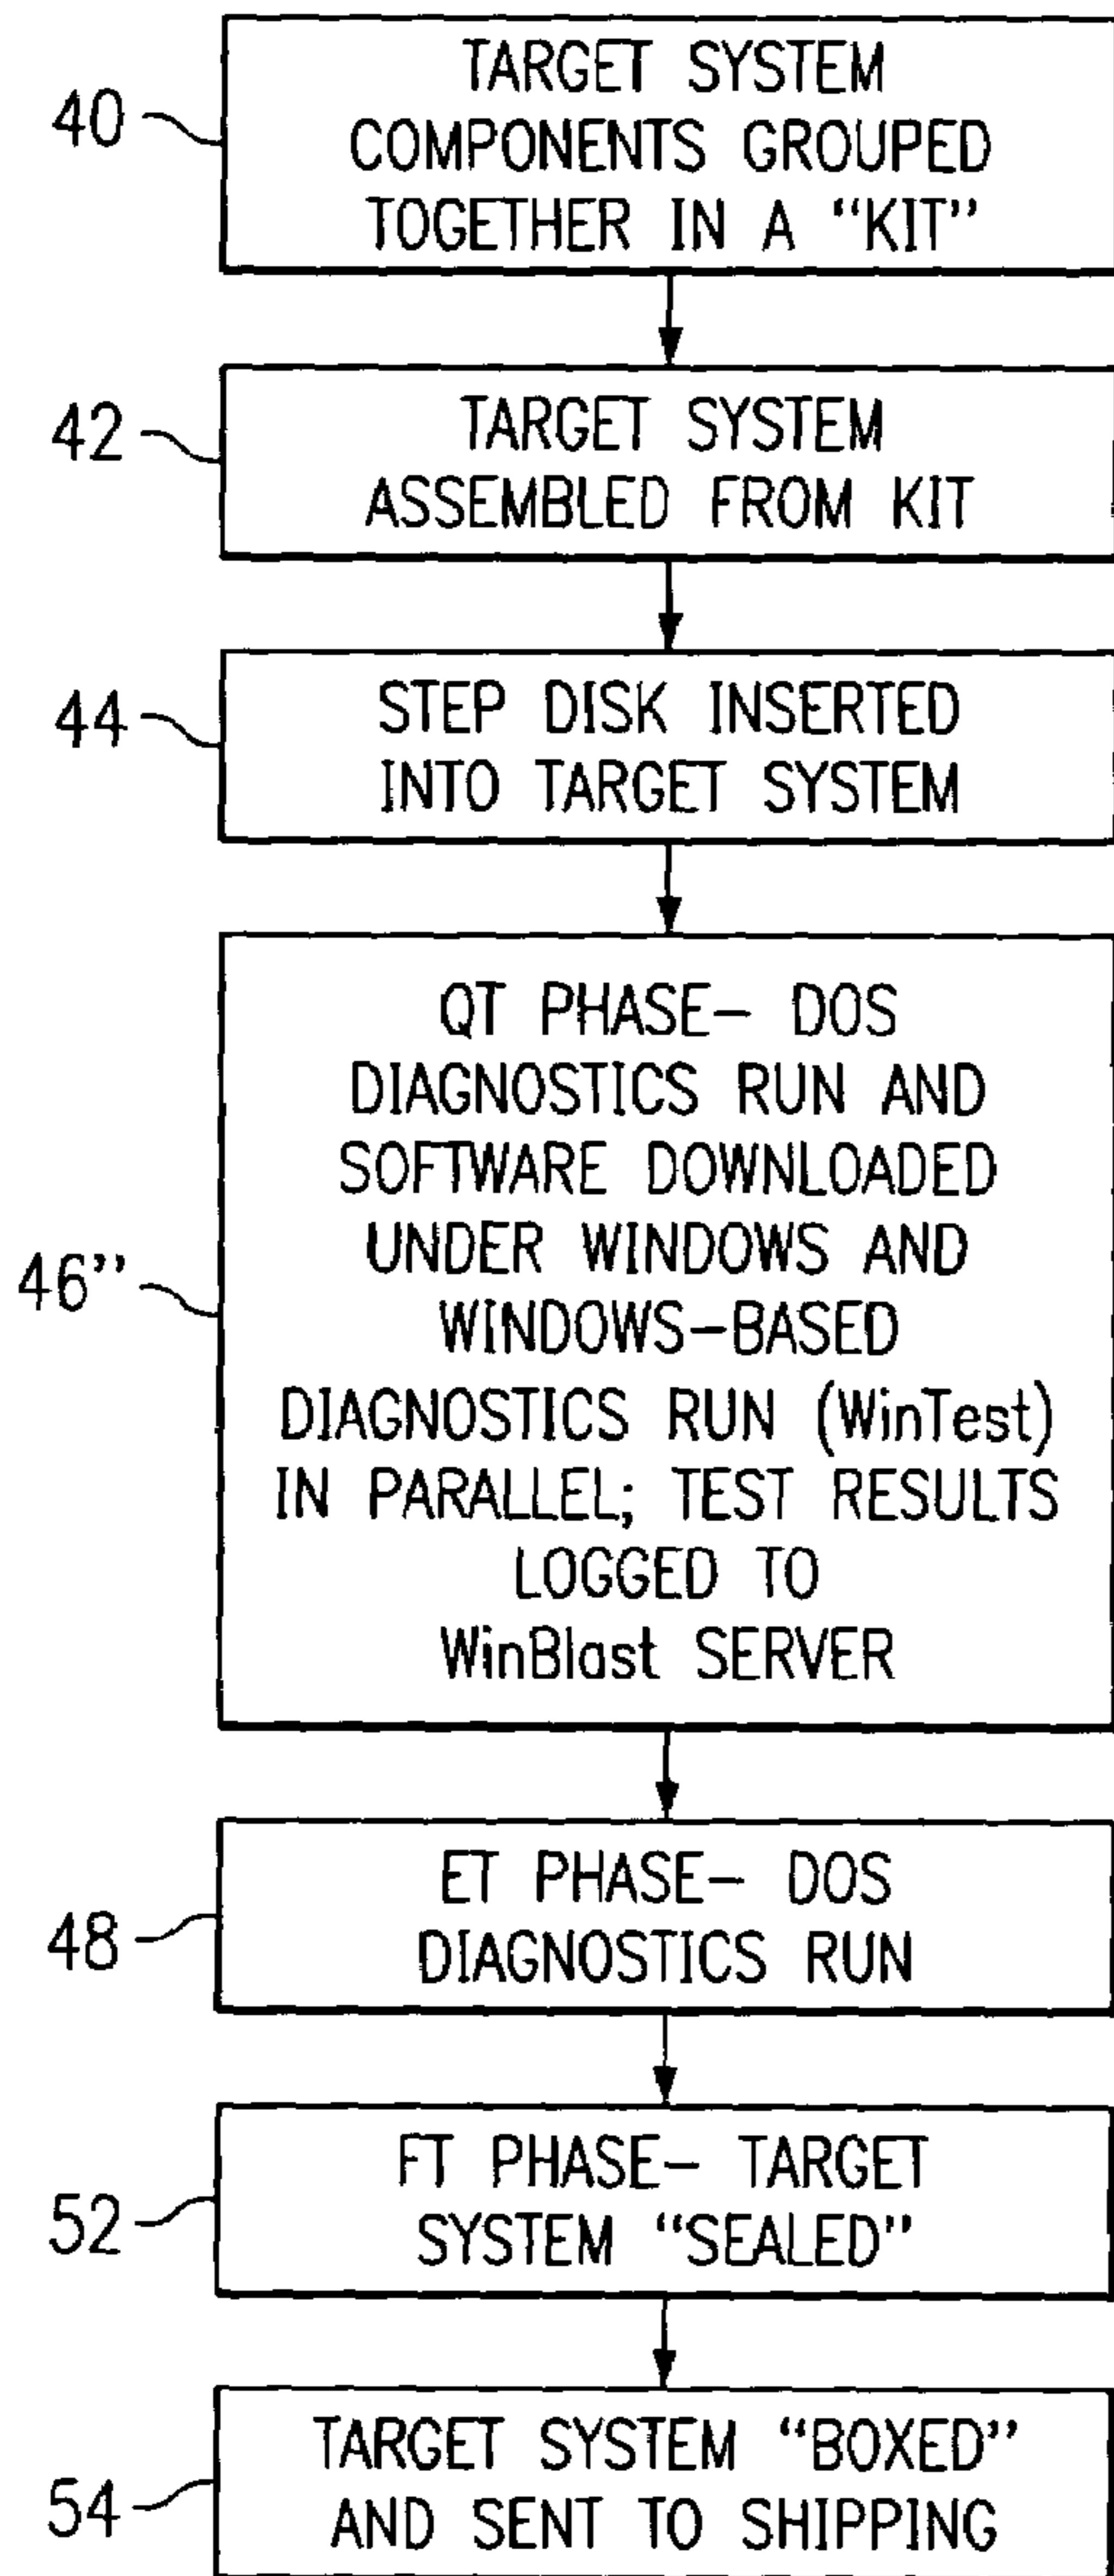 40
TARGET SYSTEM
COMPONENTS GROUPED
TOGETHER IN A “KIT”
42
TARGET SYSTEM
ASSEMBLED FROM KIT
44
STEP DISK INSERTED
INTO TARGET SYSTEM
46”
QT PHASE– DOS
DIAGNOSTICS RUN AND
SOFTWARE DOWNLOADED
UNDER WINDOWS AND
WINDOWS–BASED
DIAGNOSTICS RUN (WinTest)
IN PARALLEL; TEST RESULTS
LOGGED TO
WinBlast SERVER
48
ET PHASE– DOS
DIAGNOSTICS RUN
52
FT PHASE– TARGET
SYSTEM “SEALED”
54
TARGET SYSTEM “BOXED”
AND SENT TO SHIPPING